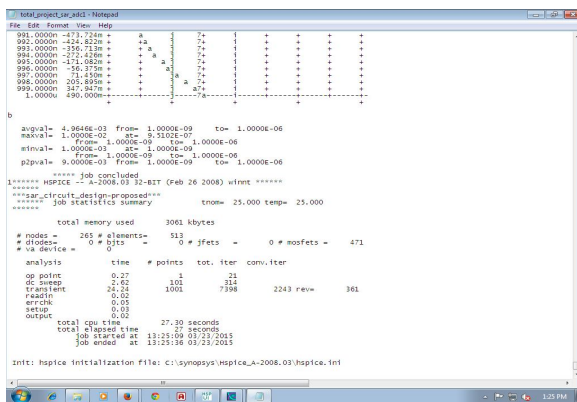 total_project_sar_adc1 - Notepad
File Edit Format View Help
991.0000n -473.724m + a 7+ i + + + +
992.0000n -424.822m + +a 7+ i + + + +
993.0000n -356.713m + a 7+ i + + + +
994.0000n -272.426m + a 7+ i + + + +
995.0000n -171.082m + a 7+ i + + + +
996.0000n -56.375m + a 7+ i + + + +
997.0000n 71.450m + a 7+ i + + + +
998.0000n 205.895m + a 7+ i + + + +
999.0000n 347.947m + a7+ i + + + +
1.0000u 490.000m+------+------7a-----i------+------+------+------+-
+ + + + +
b
avgval= 4.9646E-03 from= 1.0000E-09 to= 1.0000E-06
maxval= 1.0000E-02 at= 9.5102E-07
from= 1.0000E-09 to= 1.0000E-06
minval= 1.0000E-03 at= 1.0000E-09
from= 1.0000E-09 to= 1.0000E-06
p2pval= 9.0000E-03 from= 1.0000E-09 to= 1.0000E-06
***** job concluded
1****** HSPICE -- A-2008.03 32-BIT (Feb 26 2008) winnt ******
******
***sar_circuit_design-proposed***
****** job statistics summary tnom= 25.000 temp= 25.000
******
total memory used 3061 kbytes
# nodes = 265 # elements= 513
# diodes= 0 # bjts = 0 # jfets = 0 # mosfets = 471
# va device = 0
analysis time # points tot. iter conv.iter
op point 0.27 1 21
dc sweep 2.62 101 314
transient 24.24 1001 7398 2243 rev= 361
readin 0.02
errchk 0.05
setup 0.03
output 0.02
total cpu time 27.30 seconds
total elapsed time 27 seconds
job started at 13:25:09 03/23/2015
job ended at 13:25:36 03/23/2015
Init: hspice initialization file: C:\synopsys\Hspice_A-2008.03\hspice.ini
1:25 PM